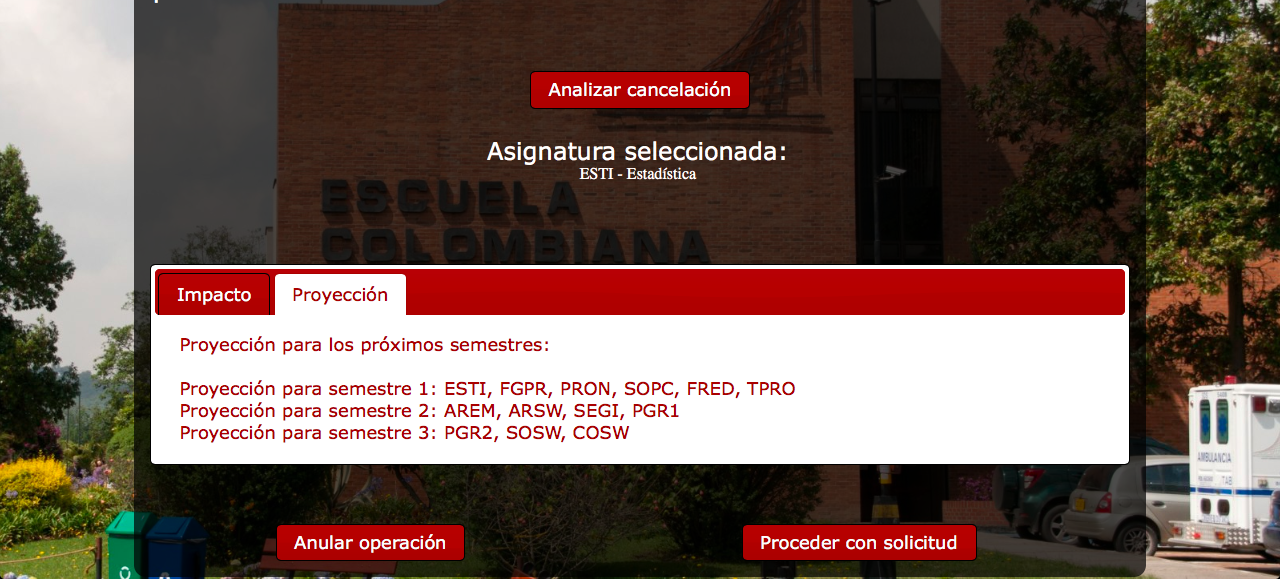 Analizar cancelación
Asignatura seleccionada:
ESTI - Estadística
ESCUELA
COLOMBIANA
Impacto
Proyección
Proyección para los próximos semestres:
Proyección para semestre 1: ESTI, FGPR, PRON, SOPC, FRED, TPRO
Proyección para semestre 2: AREM, ARSW, SEGI, PGR1
Proyección para semestre 3: PGR2, SOSW, COSW
AMBULANCIA
TAB
Anular operación
Proceder con solicitud